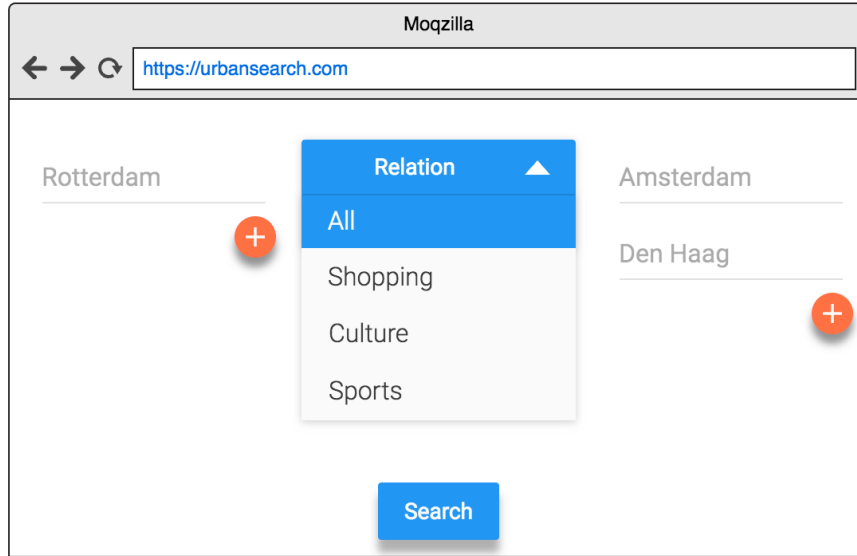 Moqzilla
https://urbansearch.com
Rotterdam
Relation
All
Shopping
Culture
Sports
Amsterdam
Den Haag
Search